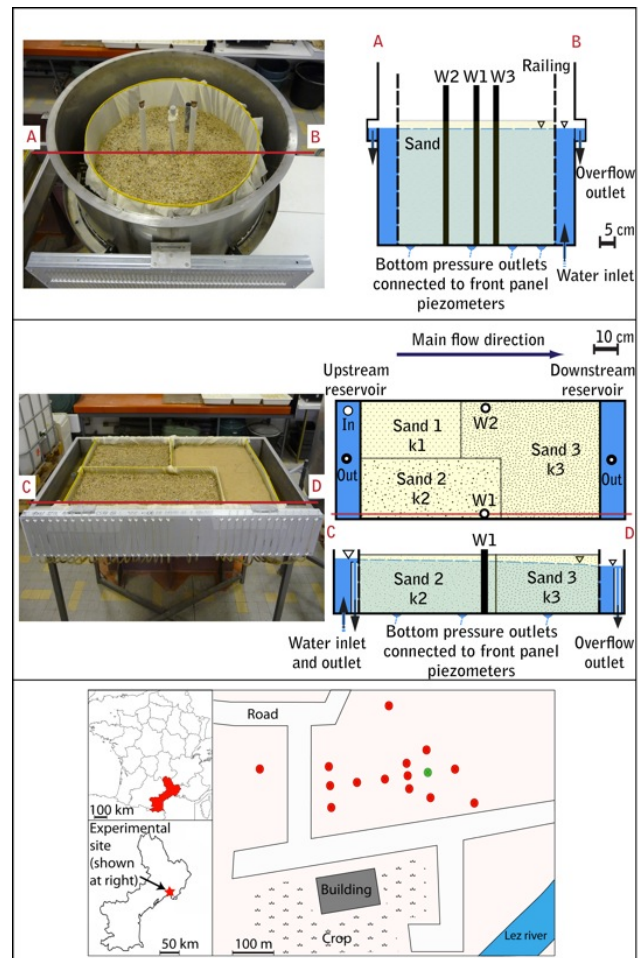 A
B
A
B
W2 W1 W3
Railing
Sand
Overflow
outlet
5 cm
Bottom pressure outlets
connected to front panel
piezometers
Water inlet
Main flow direction
10 cm
Upstream
reservoir
Downstream
reservoir
In
Out
Sand 1
k1
W2
Sand 3
k3
Sand 2
k2
W1
Out
C
D
C
D
W1
Sand 2
k2
Sand 3
k3
Water inlet
and outlet
Bottom pressure outlets
connected to front panel
piezometers
Overflow
outlet
100 km
Experimental
site
(shown
at right)
50 km
Road
Building
Crop
Lez river
100 m